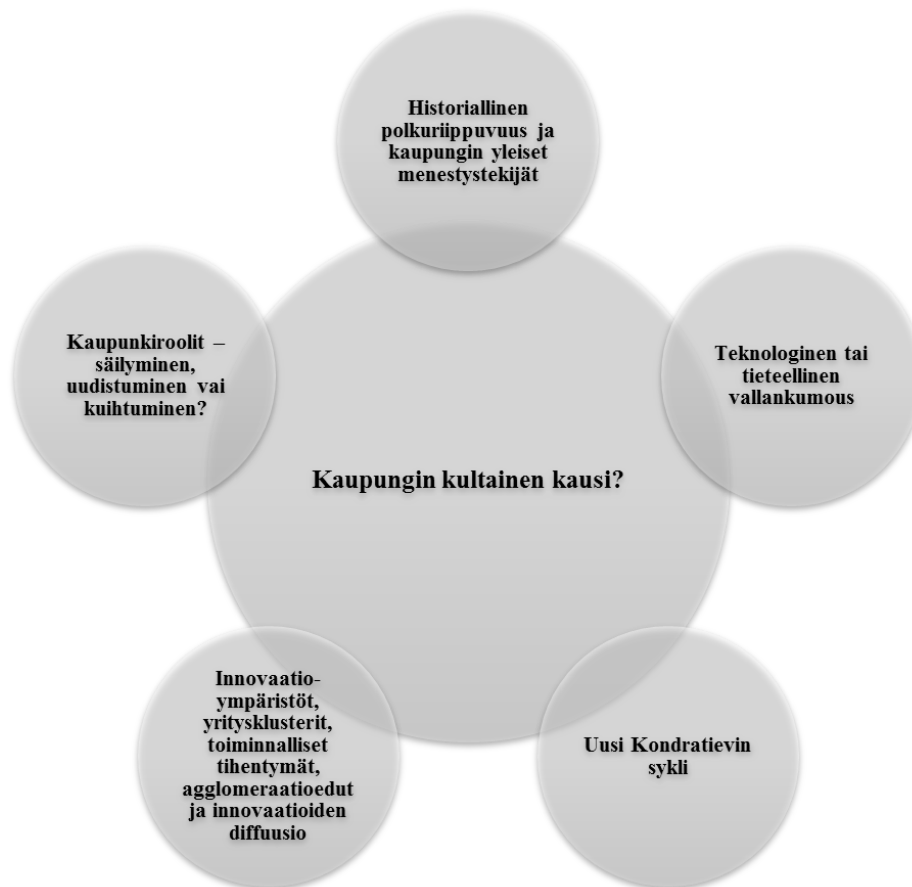 Historiallinen
polkuriippuvuus ja
kaupungin yleiset
menestystekijät
Kaupunkiroolit –
säilyminen,
uudistuminen vai
kuihtuminen?
Teknologinen tai
tieteellinen
vallankumous
Kaupungin kultainen kausi?
Innovaatio-
ympäristöt,
yritysklusterit,
toiminnalliset
tihentymät,
agglomeraatioedut
ja innovaatioiden
diffuusio
Uusi Kondratievin
sykli